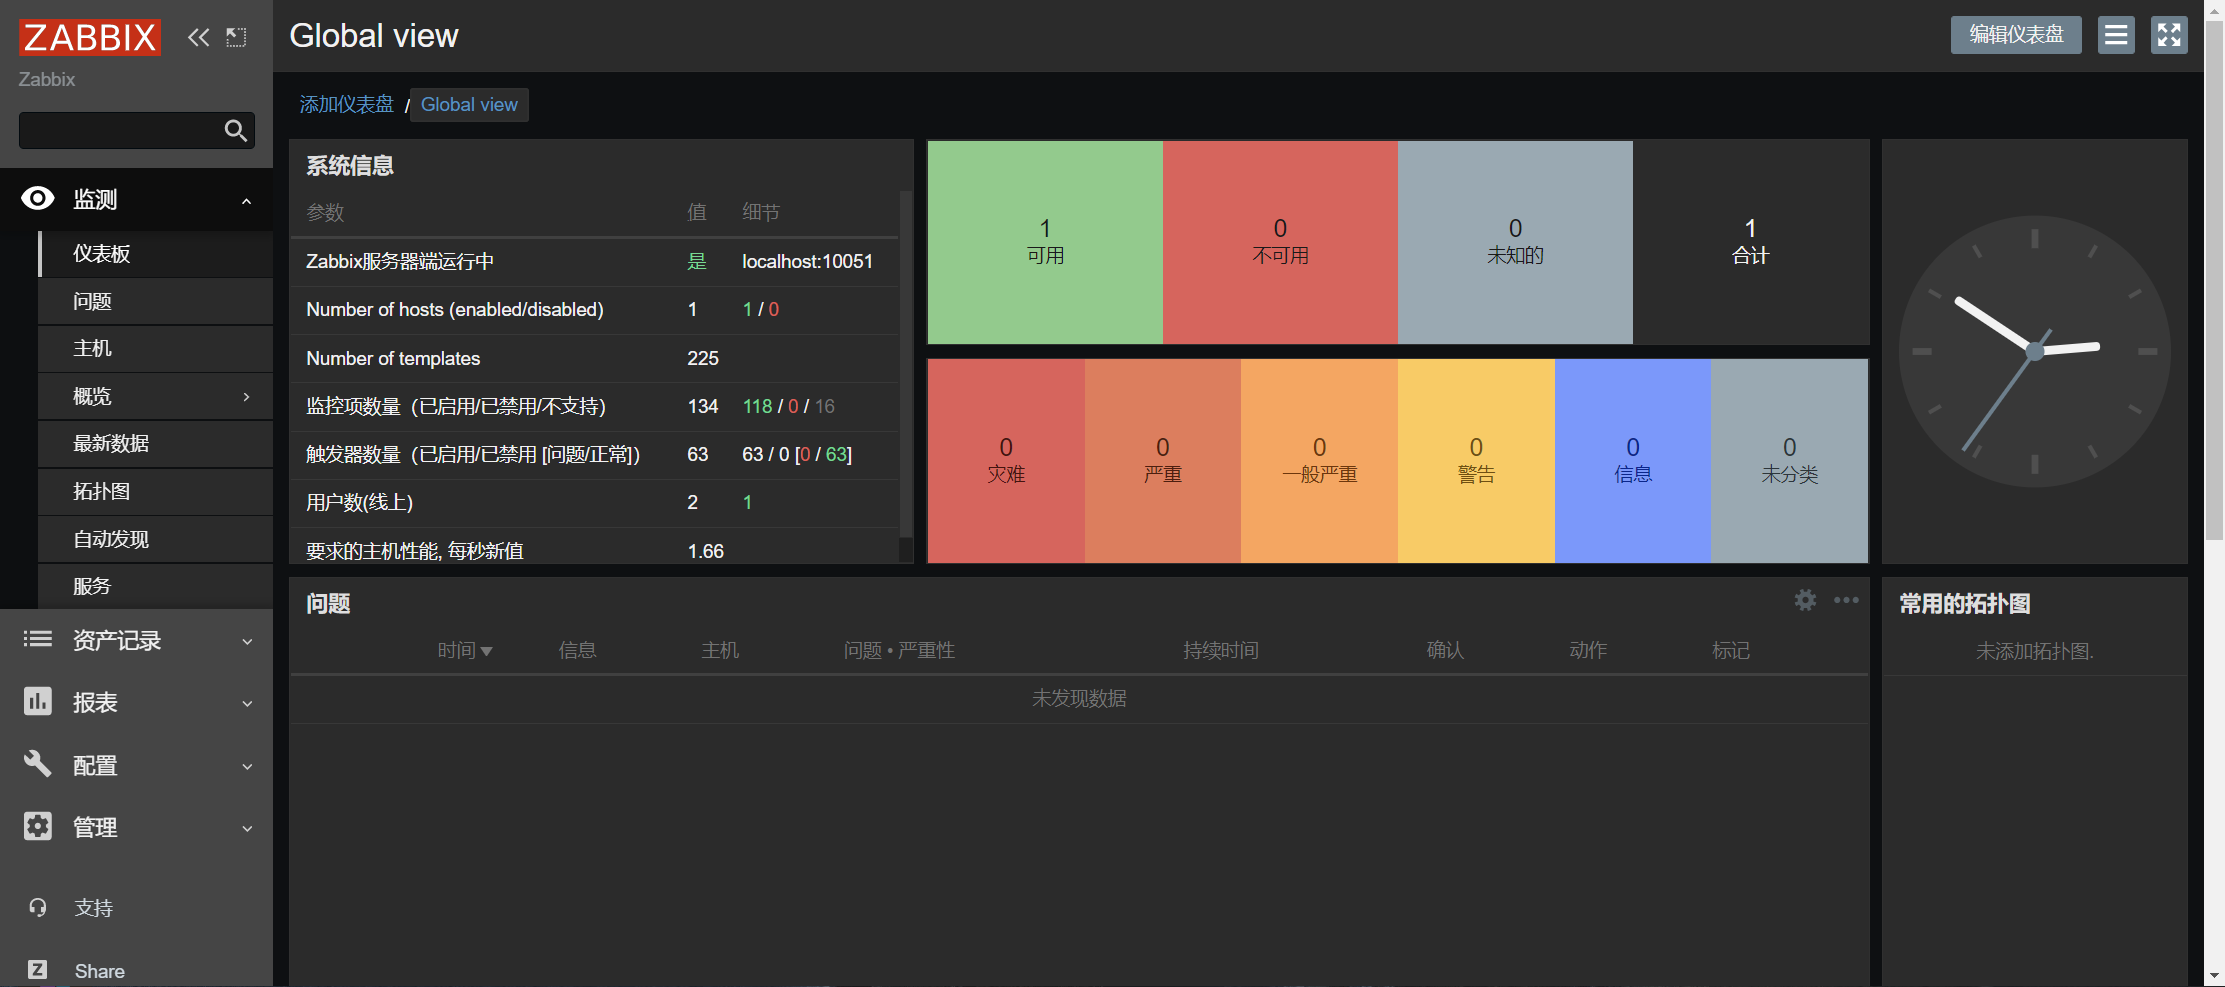 ZABBIX
Zabbix
监测
仪表板
问题
主机
概览
最新数据
拓扑图
自动发现
服务
资产记录
报表
配置
管理
支持
Z Share
Global view
编辑仪表盘
添加仪表盘 / Global view
系统信息
参数 值 细节
Zabbix服务器端运行中 是 localhost:10051
Number of hosts (enabled/disabled) 1 1 / 0
Number of templates 225
监控项数量（已启用/已禁用/不支持） 134 118 / 0 / 16
触发器数量（已启用/已禁用 [问题/正常]） 63 63 / 0 [0 / 63]
用户数(线上) 2 1
要求的主机性能, 每秒新值 1.66
1 0 0 1
可用 不可用 未知的 合计
0 0 0 0 0 0
灾难 严重 一般严重 警告 信息 未分类
问题
时间 信息 主机 问题 • 严重性 持续时间 确认 动作 标记
未发现数据
常用的拓扑图
未添加拓扑图.